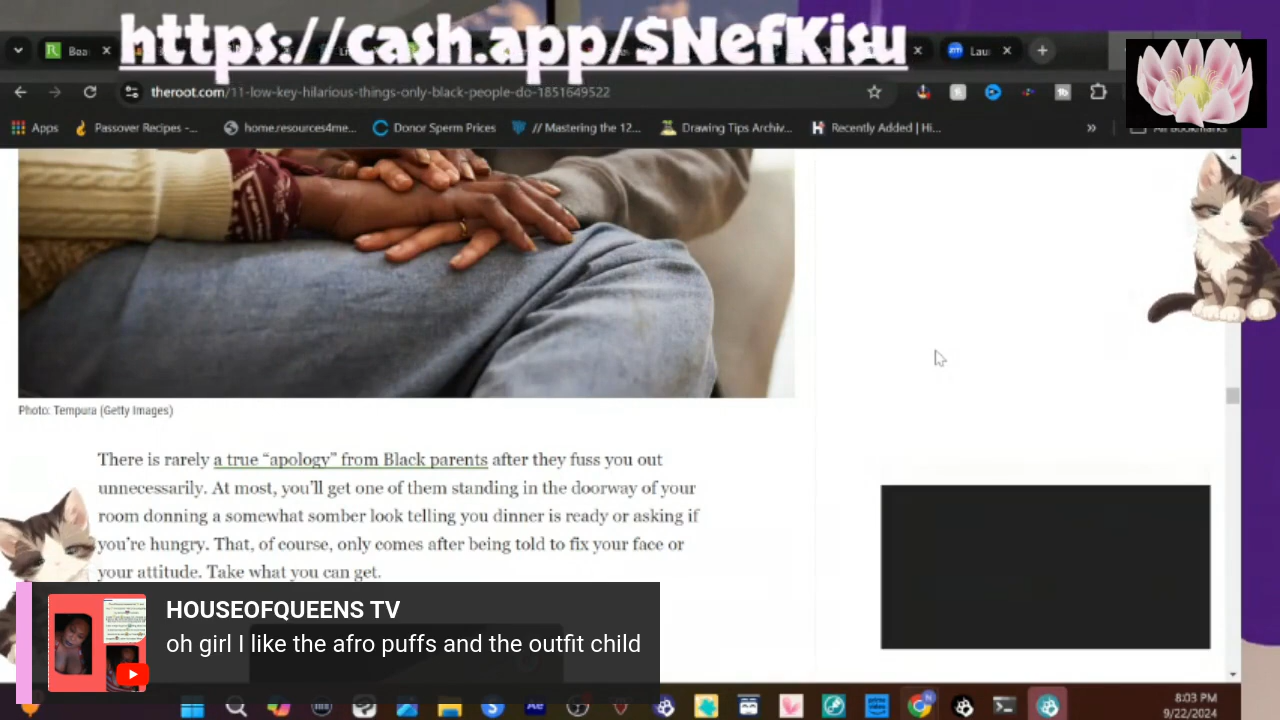 https://cash.app/$NefKisu
Bea
Lau
theroot.com/11-low-key-hilarious-things-only-black-people-do-1851649522
Apps
Passover Recipes -...
home.resources4me...
Donor Sperm Prices
// Mastering the 12...
Drawing Tips Archiv...
Recently Added | Hi...
»
All Bookmarks
Photo: Tempura (Getty Images)
There is rarely a true “apology” from Black parents after they fuss you out
unnecessarily. At most, you’ll get one of them standing in the doorway of your
room donning a somewhat somber look telling you dinner is ready or asking if
you’re hungry. That, of course, only comes after being told to fix your face or
your attitude. Take what you can get.
HOUSEOFQUEENS TV
oh girl I like the afro puffs and the outfit child
8:03 PM
9/22/2024